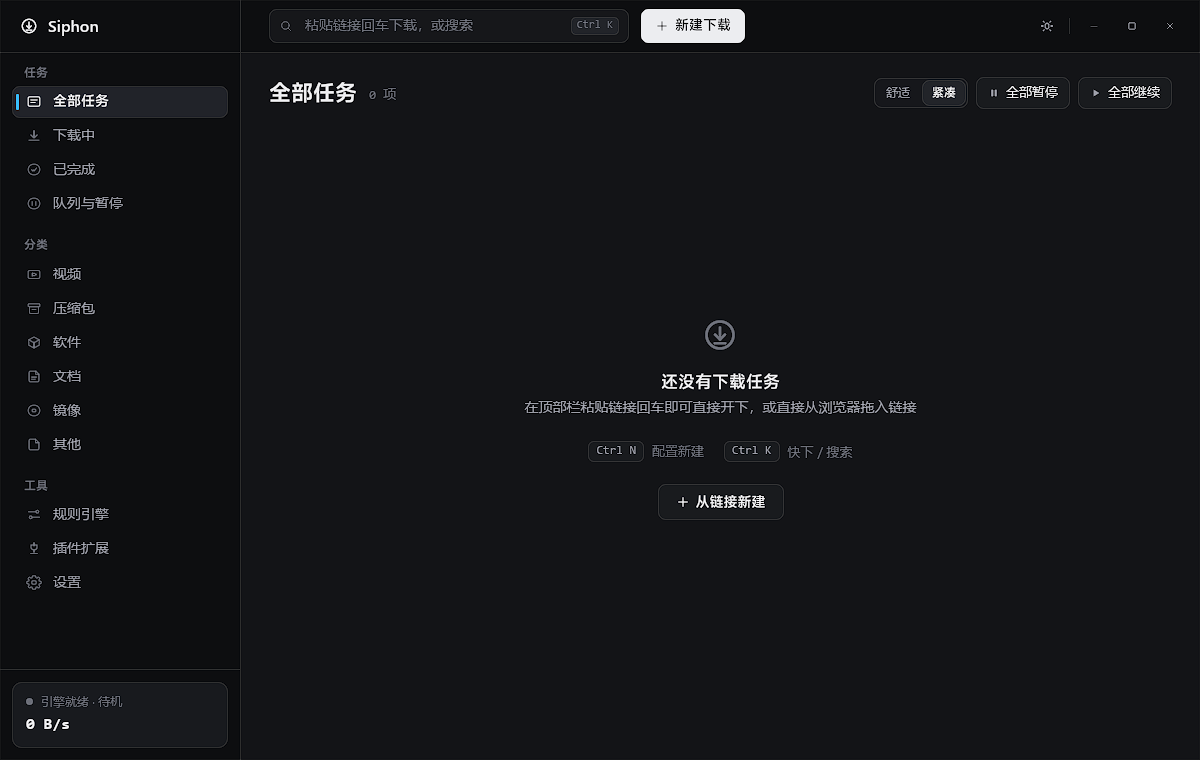 Siphon
粘贴链接回车下载，或搜索 Ctrl K
新建下载
任务
全部任务
下载中
已完成
队列与暂停
分类
视频
压缩包
软件
文档
镜像
其他
工具
规则引擎
插件扩展
设置
引擎就绪 · 待机
0 B/s
全部任务 0 项
舒适 紧凑 全部暂停 全部继续
还没有下载任务
在顶部栏粘贴链接回车即可直接开下，或直接从浏览器拖入链接
Ctrl N 配置新建 Ctrl K 快下 / 搜索
从链接新建